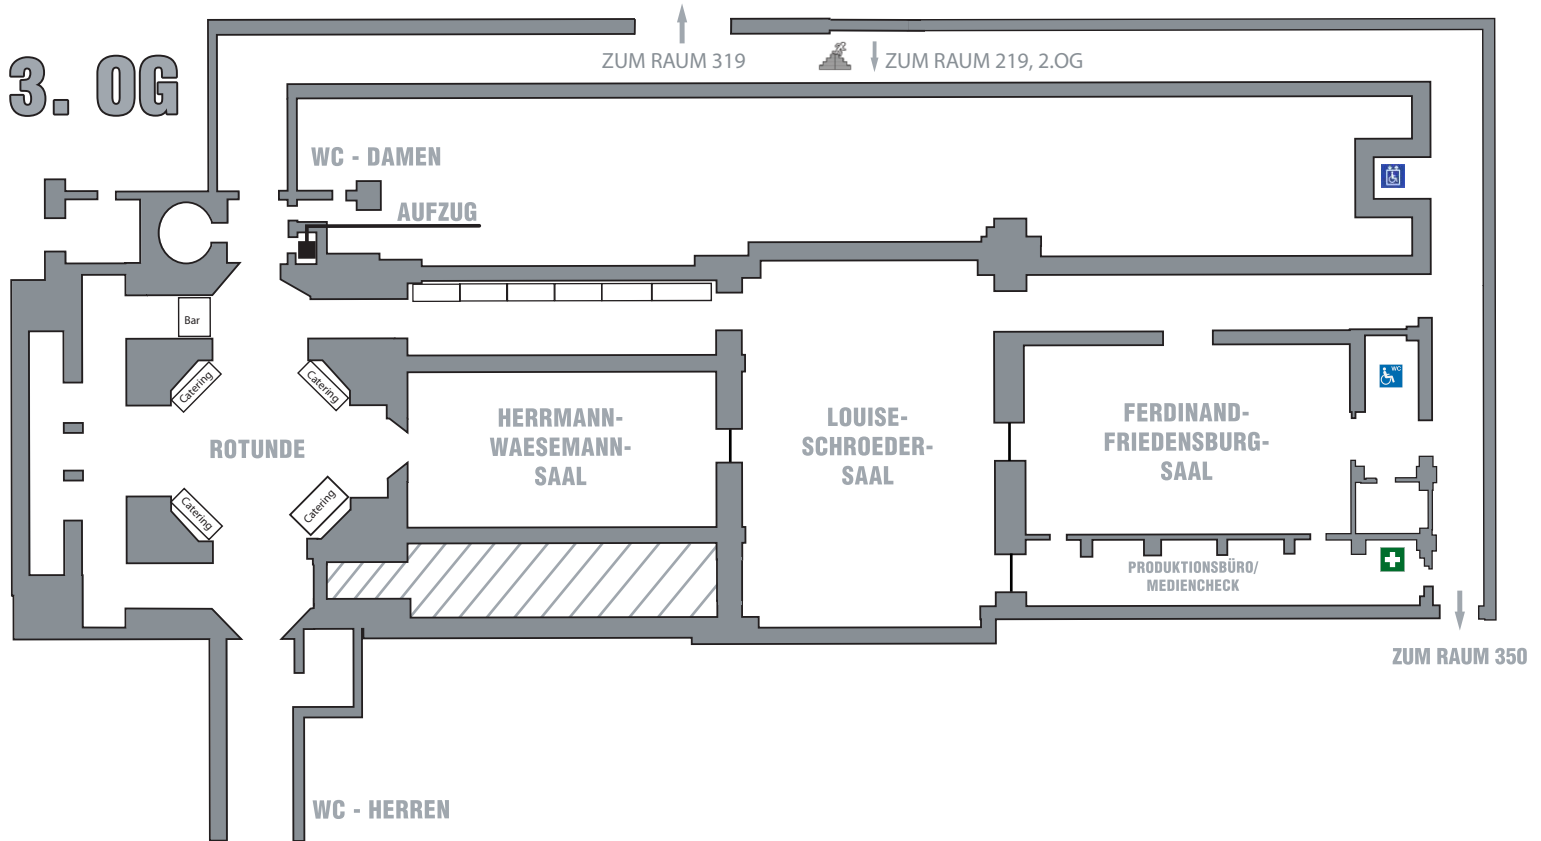 3. OG
ZUM RAUM 319
ZUM RAUM 219, 2.OG
WC - DAMEN
AUFZUG
Bar
Catering
Catering
ROTUNDE
Catering
Catering
HERRMANN-
WAESEMANN-
SAAL
LOUISE-
SCHROEDER-
SAAL
FERDINAND-
FRIEDENSBURG-
SAAL
WC
PRODUKTIONSBÜRO/
MEDIENCHECK
ZUM RAUM 350
WC - HERREN